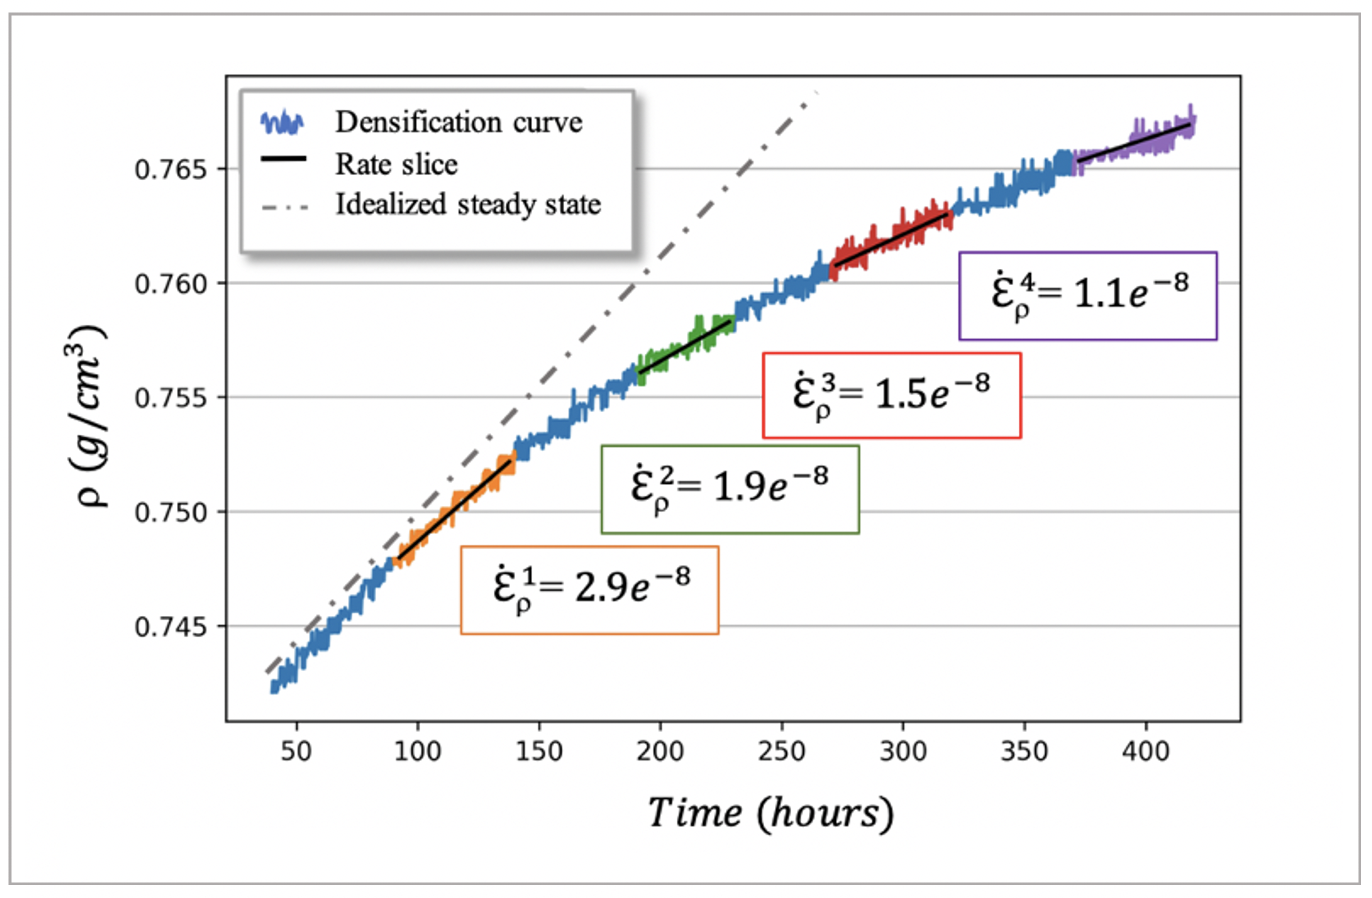 Densification curve
Rate slice
Idealized steady state
0.765
0.760
0.755
0.750
0.745
ρ (g/cm³)
ε̇ρ⁴= 1.1e⁻⁸
ε̇ρ³= 1.5e⁻⁸
ε̇ρ²= 1.9e⁻⁸
ε̇ρ¹= 2.9e⁻⁸
50 100 150 200 250 300 350 400
Time (hours)